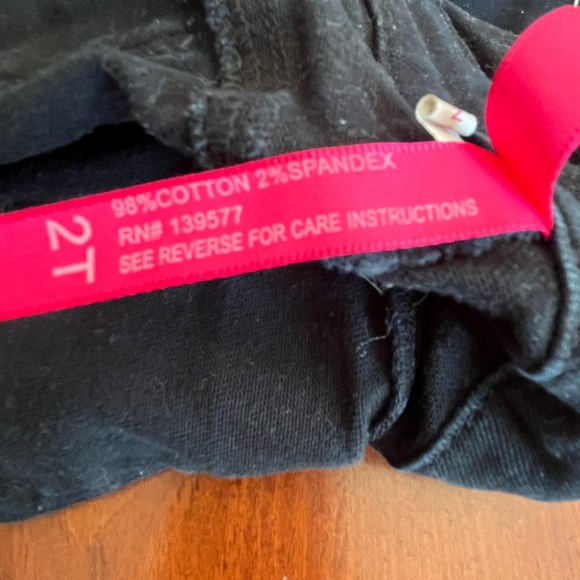 98%COTTON 2%SPANDEX
RN# 139577
SEE REVERSE FOR CARE INSTRUCTIONS
2T